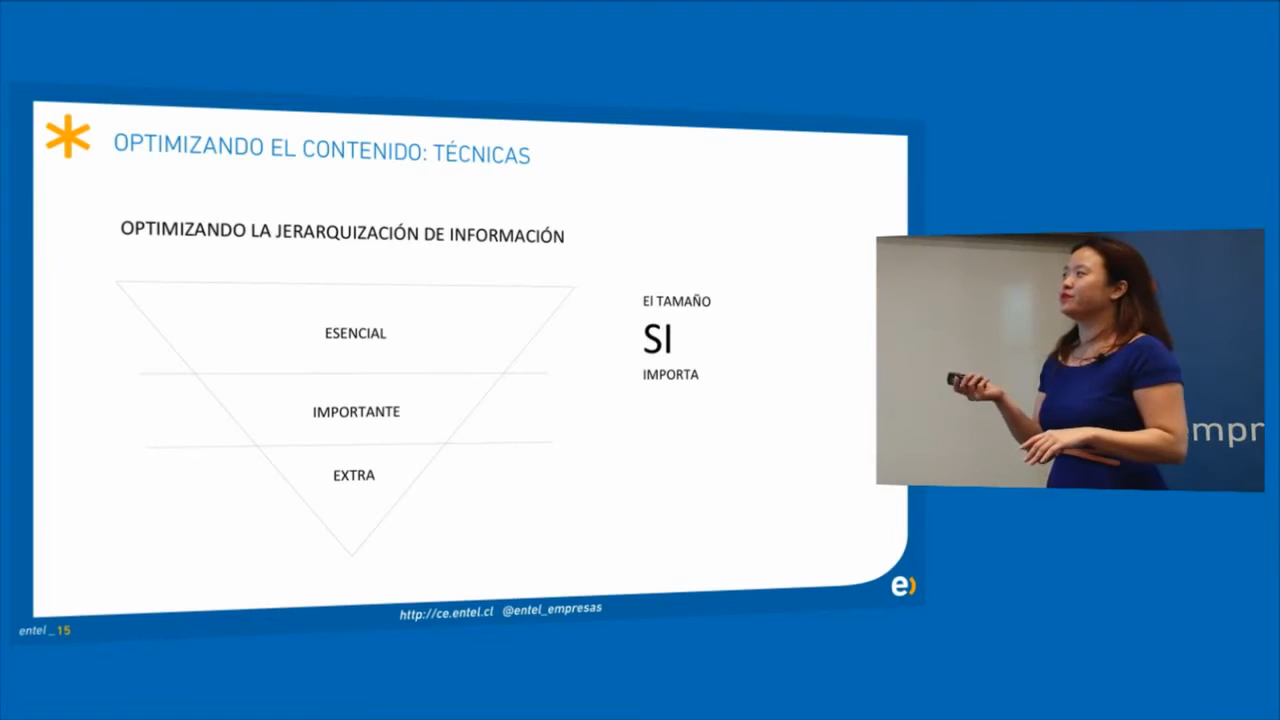 OPTIMIZANDO EL CONTENIDO: TÉCNICAS
OPTIMIZANDO LA JERARQUIZACIÓN DE INFORMACIÓN
ESENCIAL
IMPORTANTE
EXTRA
El TAMAÑO
SI
IMPORTA
mpr
e)
http://ce.entel.cl @entel_empresas
entel_15